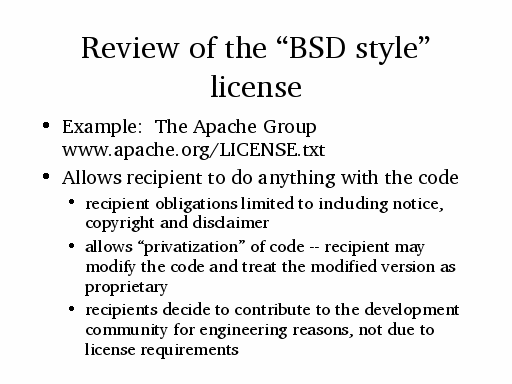 Review of the “BSD style”
license
• Example:  The Apache Group
www.apache.org/LICENSE.txt
• Allows recipient to do anything with the code
• recipient obligations limited to including notice,
copyright and disclaimer
• allows “privatization” of code -- recipient may
modify the code and treat the modified version as
proprietary
• recipients decide to contribute to the development
community for engineering reasons, not due to
license requirements